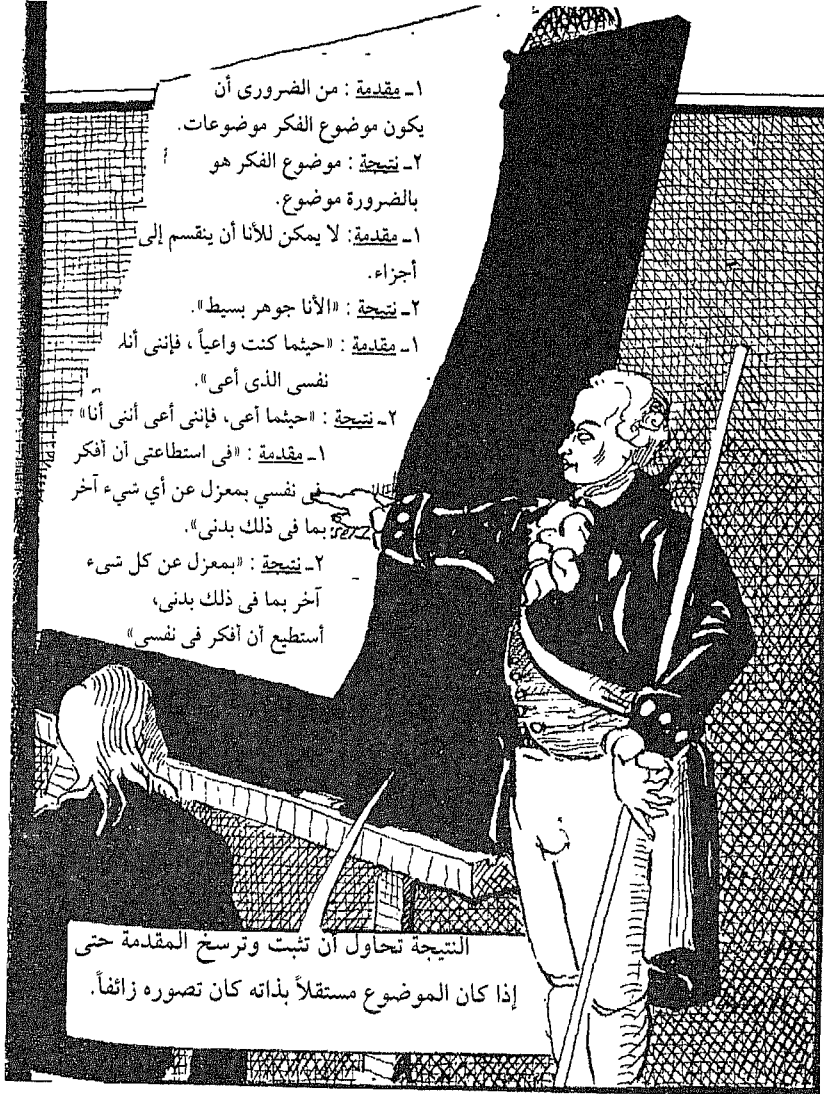 ١ـ مقدمة : من الضرورى أن
يكون موضوع الفكر موضوعات.
٢ـ نتيجة : موضوع الفكر هو
بالضرورة موضوع.
١ـ مقدمة: لا يمكن للأنا أن ينقسم إلى
أجزاء.
٢ـ نتيجة : «الأنا جوهر بسيط».
١ـ مقدمة : «حيثما كنت واعياً ، فإننى أنا
نفسى الذى أعى».
٢ـ نتيجة : «حيثما أعى، فإننى أعى أننى أنا»
١ـ مقدمة : «فى استطاعتى أن أفكر
فى نفسي بمعزل عن أي شيء آخر
بما فى ذلك بدنى».
٢ـ نتيجة : «بمعزل عن كل شىء
آخر بما فى ذلك بدنى،
أستطيع أن أفكر فى نفسى»
النتيجة تحاول أن تثبت وترسخ المقدمة حتى
إذا كان الموضوع مستقلاً بذاته كان تصوره زائفاً.